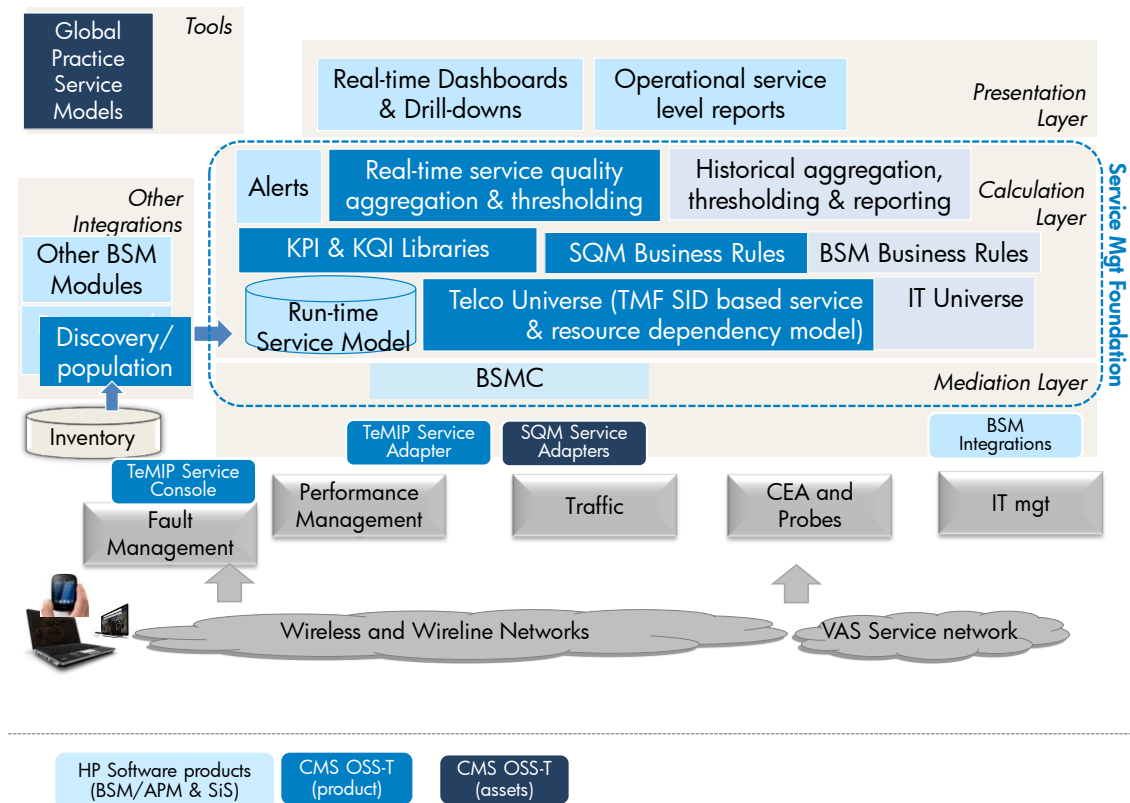 Global
Practice
Service
Models
Tools
Real-time Dashboards
& Drill-downs
Operational service
level reports
Presentation
Layer
Other
Integrations
Other BSM
Modules
Discovery/
population
Inventory
Alerts
Real-time service quality
aggregation & thresholding
Historical aggregation,
thresholding & reporting
Calculation
Layer
KPI & KQI Libraries
SQM Business Rules
BSM Business Rules
Run-time
Service Model
Telco Universe (TMF SID based service
& resource dependency model)
IT Universe
Service Mgt Foundation
BSMC
Mediation Layer
TeMIP Service
Adapter
SQM Service
Adapters
BSM
Integrations
TeMIP Service
Console
Fault
Management
Performance
Management
Traffic
CEA and
Probes
IT mgt
Wireless and Wireline Networks
VAS Service network
HP Software products
(BSM/APM & SiS)
CMS OSS-T
(product)
CMS OSS-T
(assets)